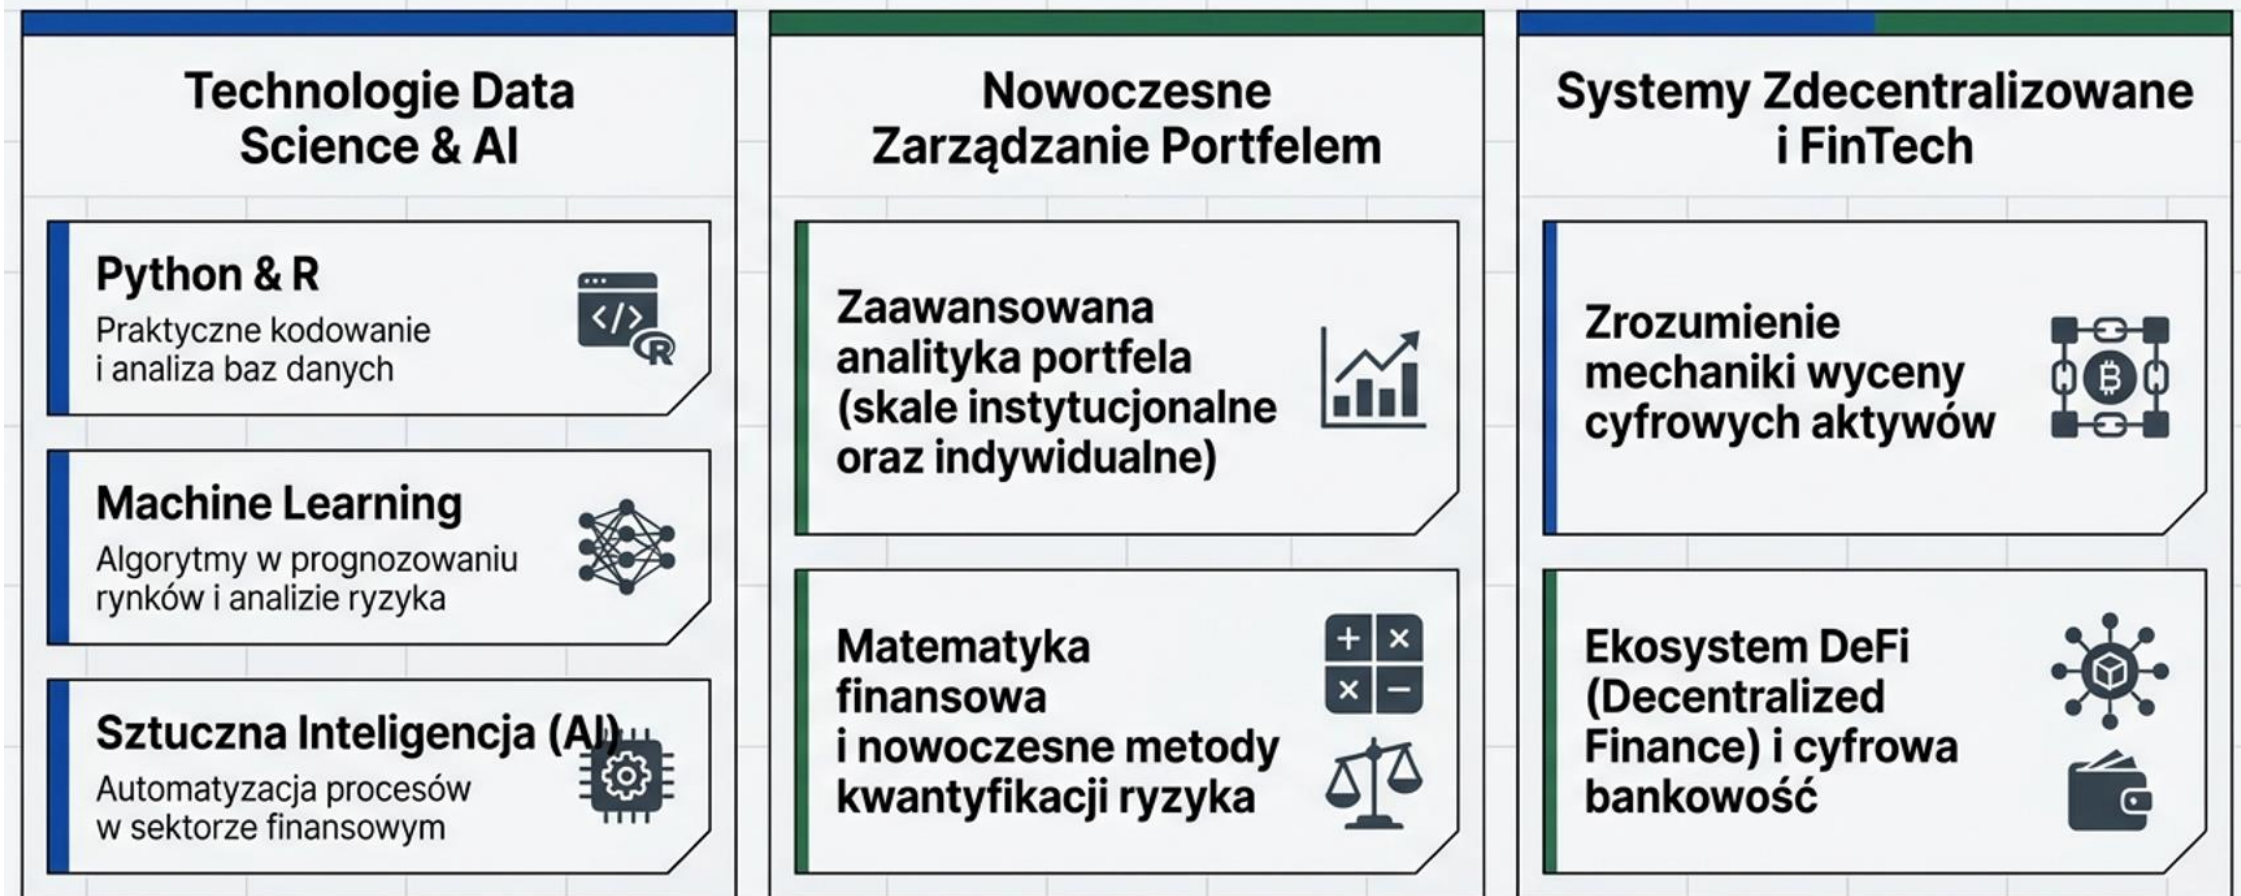 Technologie Data
Science & AI
Python & R
Praktyczne kodowanie
i analiza baz danych
</>
R
Machine Learning
Algorytmy w prognozowaniu
rynków i analizie ryzyka
Sztuczna Inteligencja (AI)
Automatyzacja procesów
w sektorze finansowym
Nowoczesne
Zarządzanie Portfelem
Zaawansowana
analityka portfela
(skale instytucjonalne
oraz indywidualne)
Matematyka
finansowa
i nowoczesne metody
kwantyfikacji ryzyka
+ ×
× −
Systemy Zdecentralizowane
i FinTech
Zrozumienie
mechaniki wyceny
cyfrowych aktywów
₿
Ekosystem DeFi
(Decentralized
Finance) i cyfrowa
bankowość